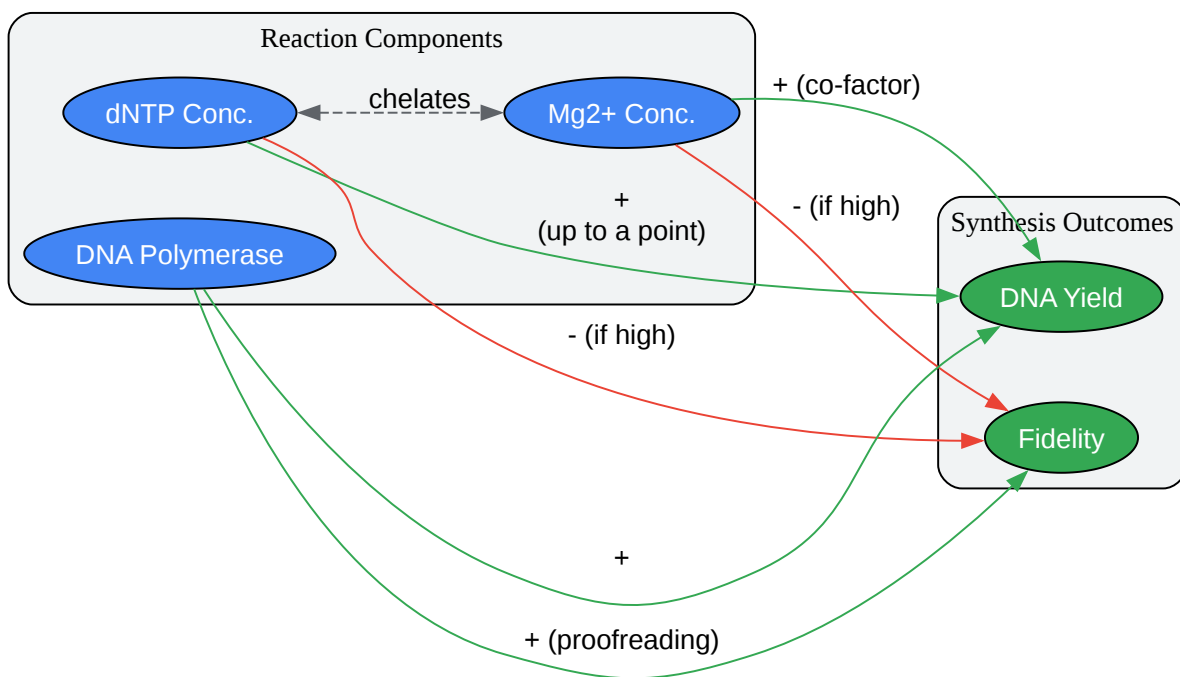 Reaction Components
dNTP Conc.
chelates
Mg2+ Conc.
+ (co-factor)
+
(up to a point)
- (if high)
DNA Polymerase
Synthesis Outcomes
DNA Yield
- (if high)
Fidelity
+
+ (proofreading)